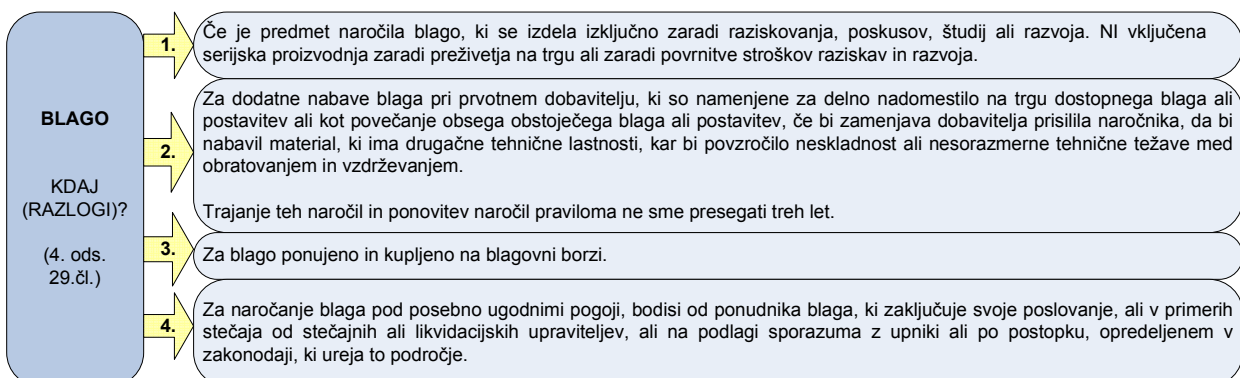 BLAGO
KDAJ
(RAZLOGI)?
(4. ods.
29.čl.)
1.
Če je predmet naročila blago, ki se izdela izključno zaradi raziskovanja, poskusov, študij ali razvoja. NI vključena
serijska proizvodnja zaradi preživetja na trgu ali zaradi povrnitve stroškov raziskav in razvoja.
2.
Za dodatne nabave blaga pri prvotnem dobavitelju, ki so namenjene za delno nadomestilo na trgu dostopnega blaga ali
postavitev ali kot povečanje obsega obstoječega blaga ali postavitev, če bi zamenjava dobavitelja prisilila naročnika, da bi
nabavil material, ki ima drugačne tehnične lastnosti, kar bi povzročilo neskladnost ali nesorazmerne tehnične težave med
obratovanjem in vzdrževanjem.
Trajanje teh naročil in ponovitev naročil praviloma ne sme presegati treh let.
3.
Za blago ponujeno in kupljeno na blagovni borzi.
4.
Za naročanje blaga pod posebno ugodnimi pogoji, bodisi od ponudnika blaga, ki zaključuje svoje poslovanje, ali v primerih
stečaja od stečajnih ali likvidacijskih upraviteljev, ali na podlagi sporazuma z upniki ali po postopku, opredeljenem v
zakonodaji, ki ureja to področje.